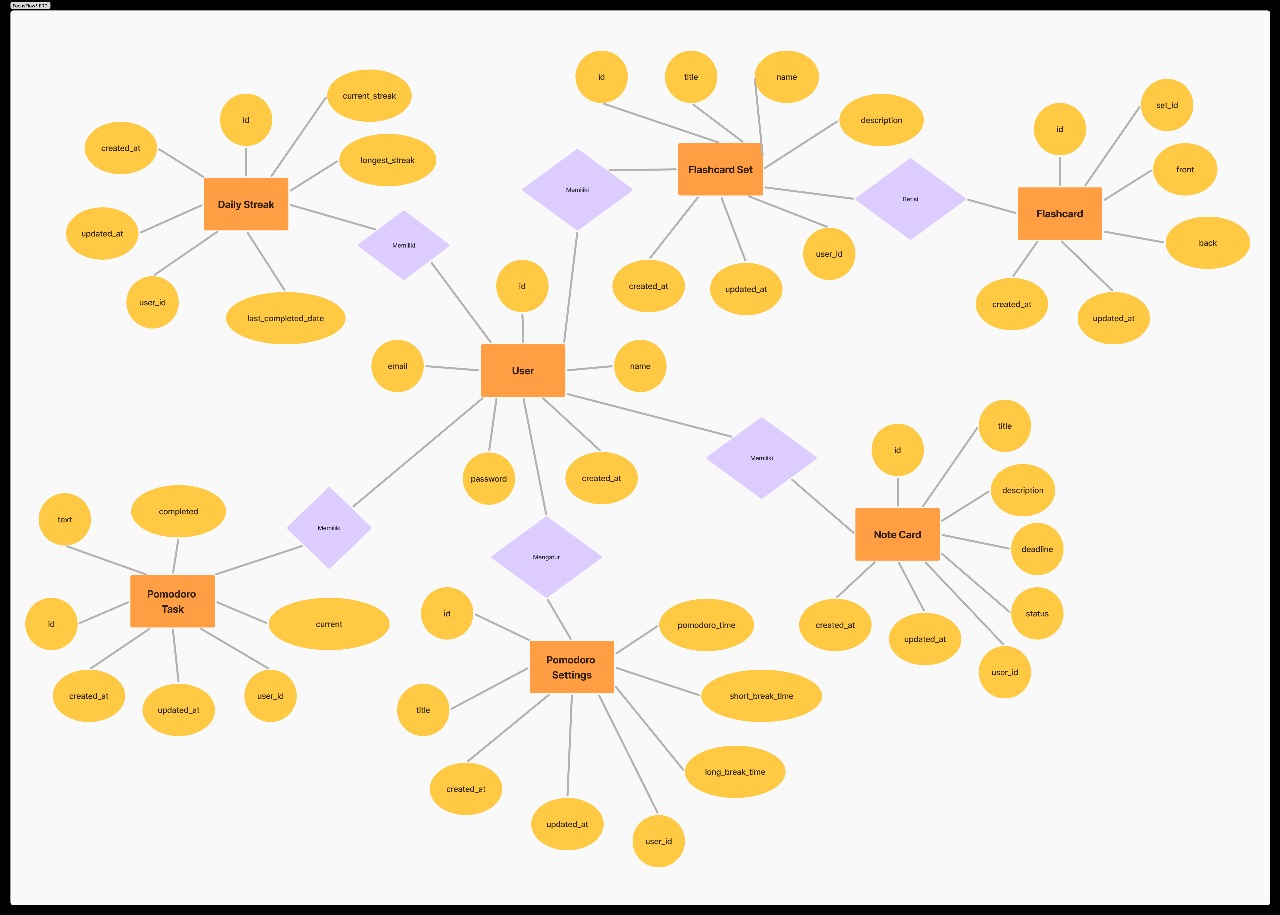 FocusFlow! ERD
id
current_streak
created_at
longest_streak
Daily Streak
updated_at
user_id
last_completed_date
Memiliki
id
title
name
description
Flashcard Set
Memiliki
created_at
updated_at
user_id
Berisi
id
set_id
front
Flashcard
back
created_at
updated_at
id
email
User
name
password
created_at
Memiliki
Mengatur
Memiliki
text
completed
Pomodoro
Task
id
current
created_at
updated_at
user_id
id
pomodoro_time
Pomodoro
Settings
short_break_time
title
long_break_time
created_at
updated_at
user_id
id
title
description
Note Card
deadline
status
created_at
updated_at
user_id